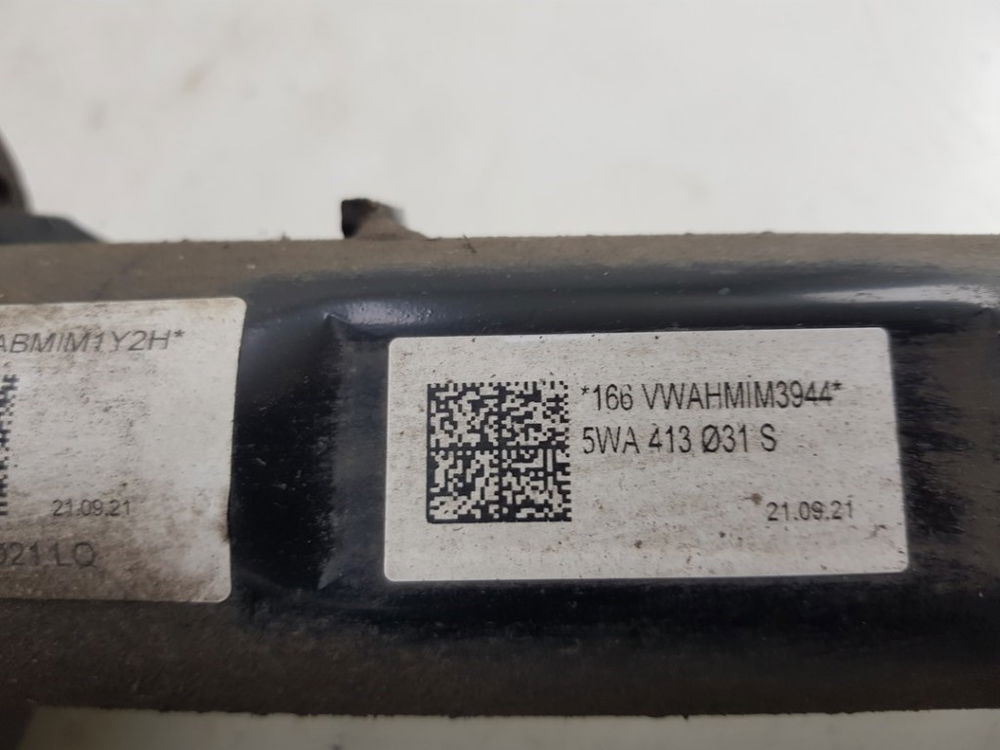 ABMIM1Y2H*
21.09.21
021 LQ
*166 VWAHMIM3944*
5WA 413 Ø31 S
21.09.21